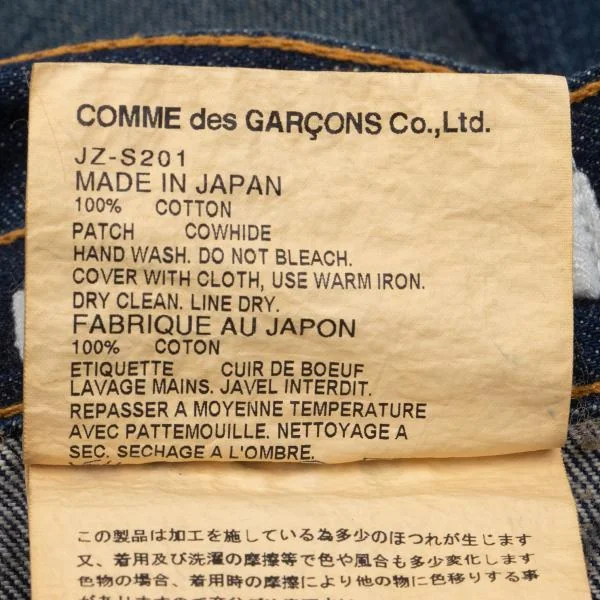 COMME des GARÇONS Co.,Ltd.
JZ-S201
MADE IN JAPAN
100% COTTON
PATCH COWHIDE
HAND WASH. DO NOT BLEACH.
COVER WITH CLOTH, USE WARM IRON.
DRY CLEAN. LINE DRY.
FABRIQUE AU JAPON
100% COTON
ETIQUETTE CUIR DE BOEUF
LAVAGE MAINS. JAVEL INTERDIT.
REPASSER A MOYENNE TEMPERATURE
AVEC PATTEMOUILLE. NETTOYAGE A
SEC. SECHAGE A L'OMBRE.
この製品は加工を施している為多少のほつれが生じます
又、着用及び洗濯の摩擦等で色や風合も多少変化します
色物の場合、着用時の摩擦により他の物に色移りする事